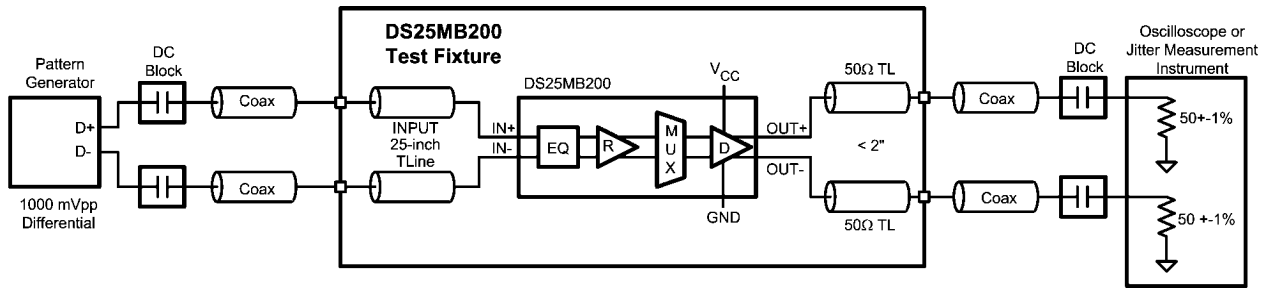 DS25MB200
Test Fixture
Pattern
Generator
D+
D-
1000 mVpp
Differential
DC
Block
Coax
Coax
INPUT
25-inch
TLine
DS25MB200
IN+
IN-
EQ
R
MUX
D
VCC
GND
OUT+
OUT-
50Ω TL
< 2"
50Ω TL
Coax
Coax
DC
Block
Oscilloscope or
Jitter Measurement
Instrument
50+-1%
50 +-1%